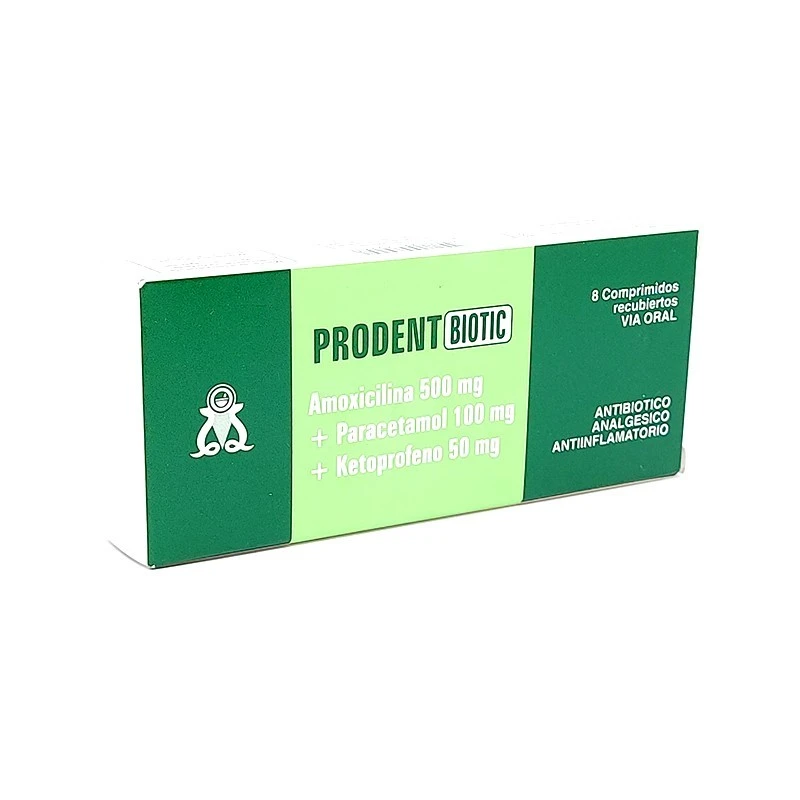 PRODENT BIOTIC
Amoxicilina 500 mg
+ Paracetamol 100 mg
+ Ketoprofeno 50 mg
8 Comprimidos
recubiertos
VIA ORAL
ANTIBIOTICO
ANALGESICO
ANTIINFLAMATORIO